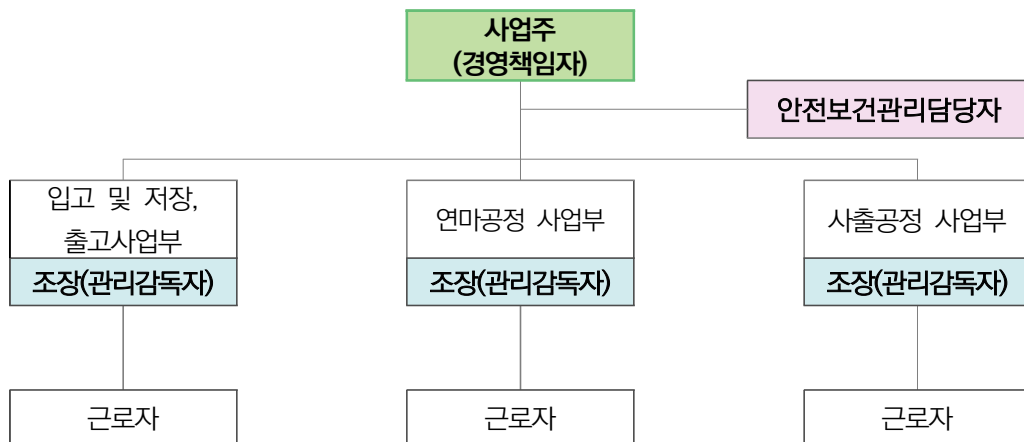 사업주
(경영책임자)
안전보건관리담당자
입고 및 저장,
출고사업부
조장(관리감독자)
연마공정 사업부
조장(관리감독자)
사출공정 사업부
조장(관리감독자)
근로자
근로자
근로자